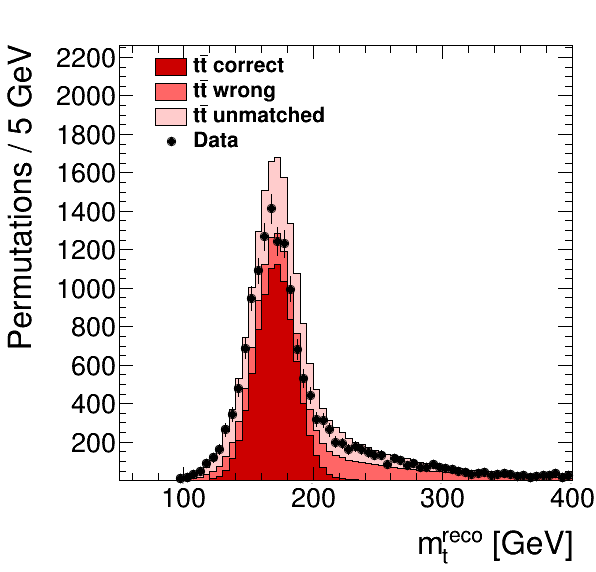 Permutations / 5 GeV
2200
2000
1800
1600
1400
1200
1000
800
600
400
200
tt̄ correct
tt̄ wrong
tt̄ unmatched
Data
100 200 300 400
m_t^reco [GeV]